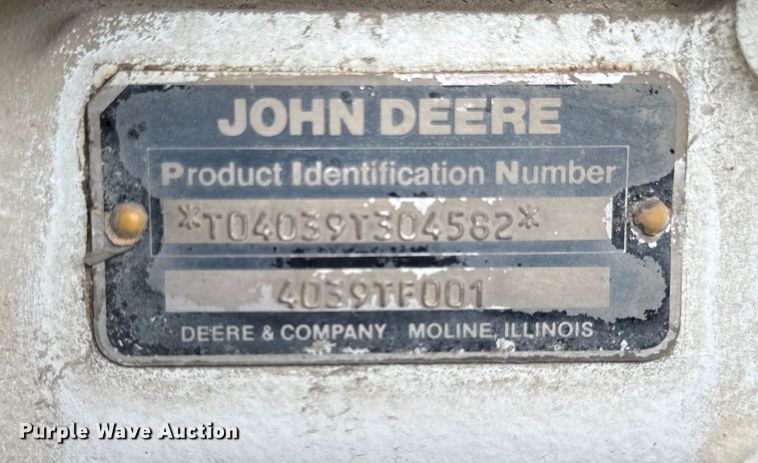 JOHN DEERE
Product Identification Number
*T04039T304582*
4039TF001
DEERE & COMPANY MOLINE, ILLINOIS
Purple Wave Auction